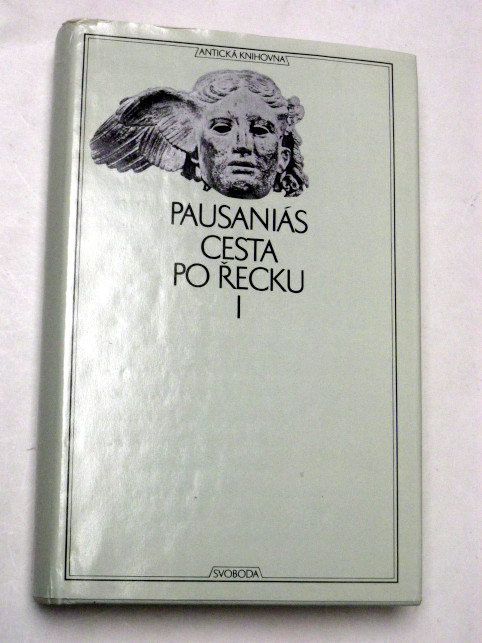 ANTICKÁ KNIHOVNA
PAUSANIÁS
CESTA
PO ŘECKU
I
SVOBODA